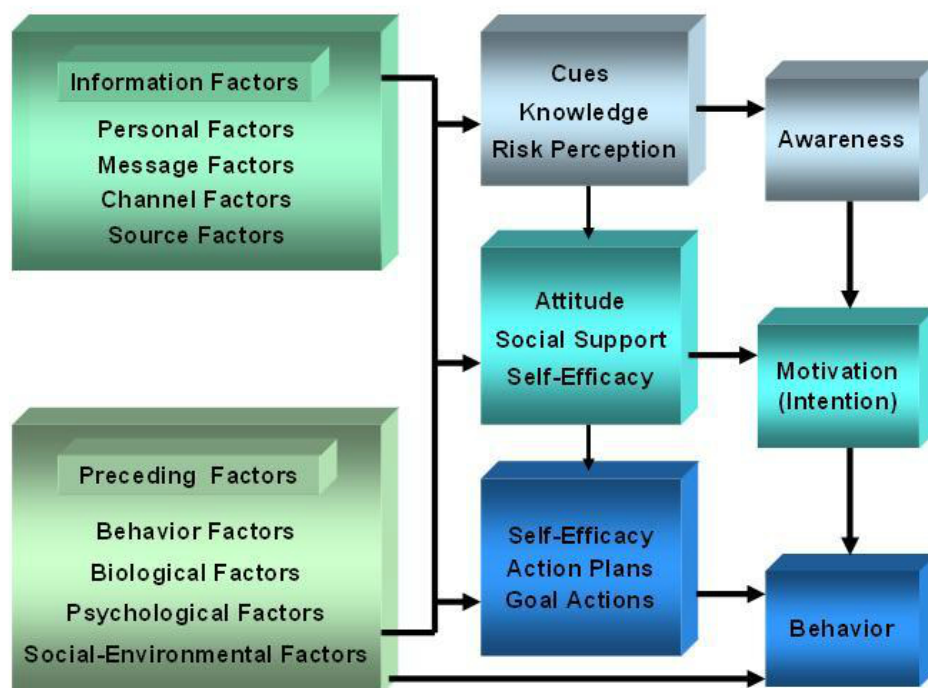 Information Factors
Personal Factors
Message Factors
Channel Factors
Source Factors
Preceding Factors
Behavior Factors
Biological Factors
Psychological Factors
Social-Environmental Factors
Cues
Knowledge
Risk Perception
Attitude
Social Support
Self-Efficacy
Self-Efficacy
Action Plans
Goal Actions
Awareness
Motivation
(Intention)
Behavior